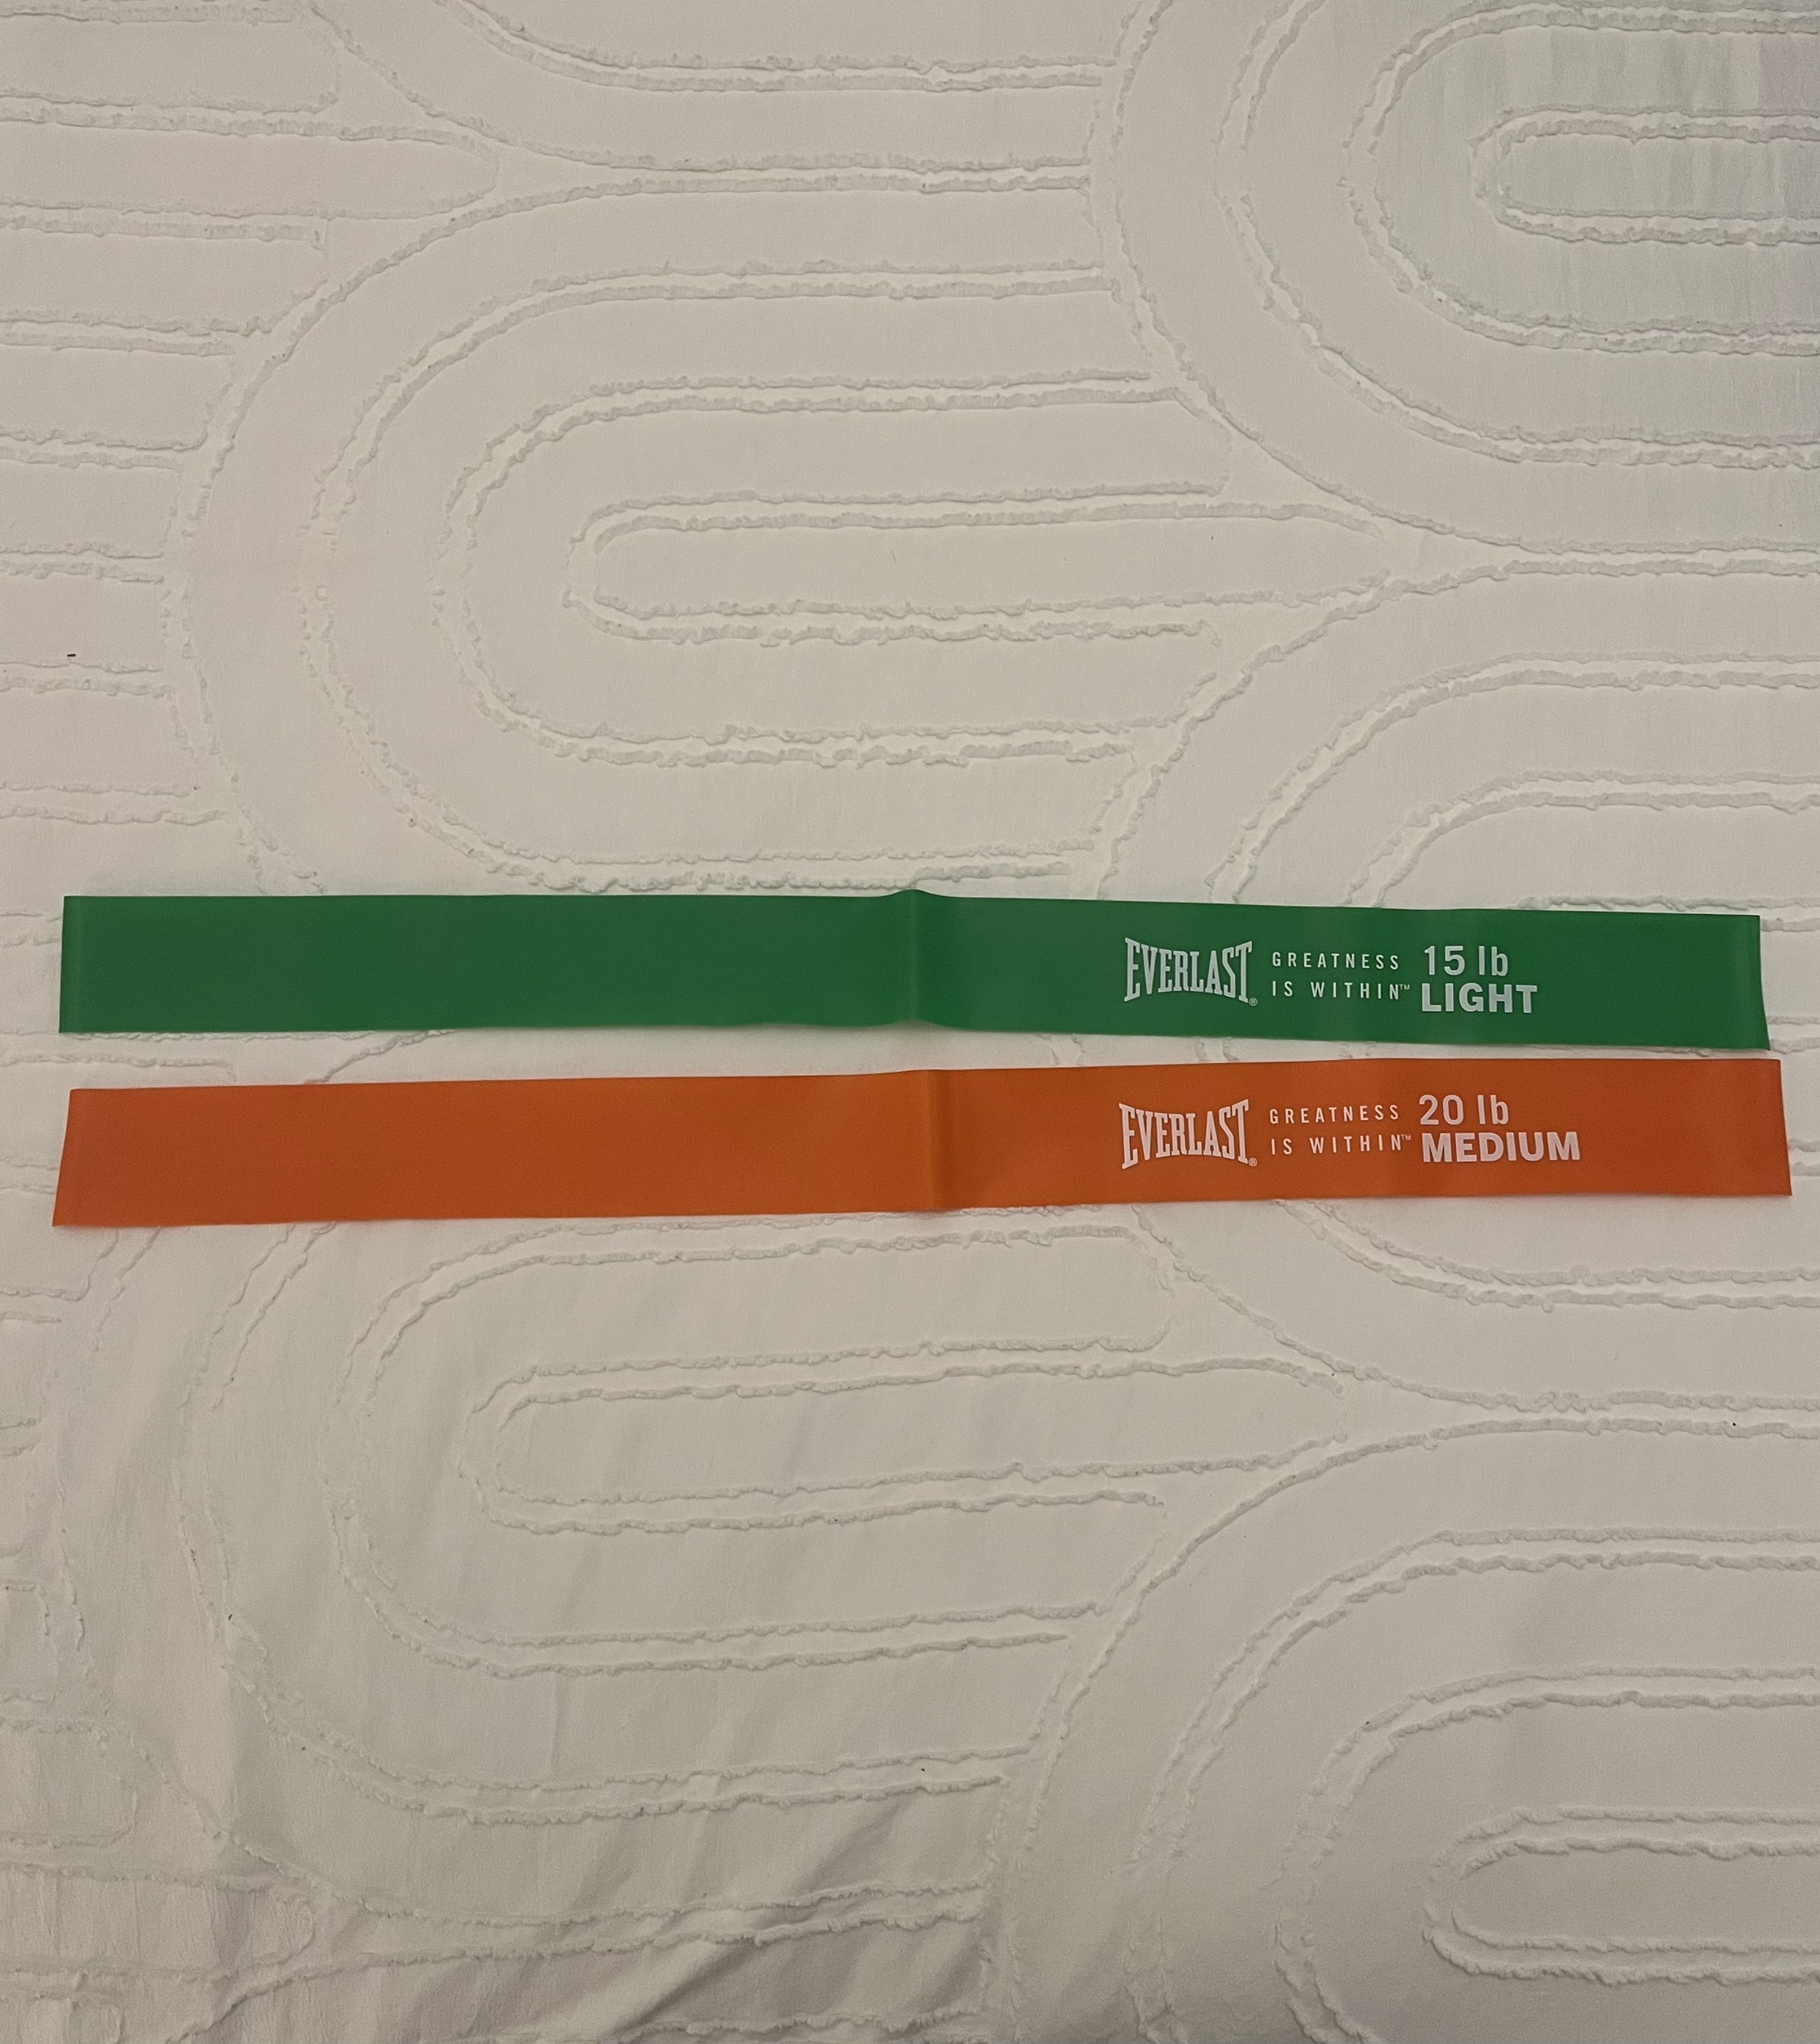 EVERLAST® GREATNESS 15 lb
IS WITHIN™ LIGHT
EVERLAST® GREATNESS 20 lb
IS WITHIN™ MEDIUM